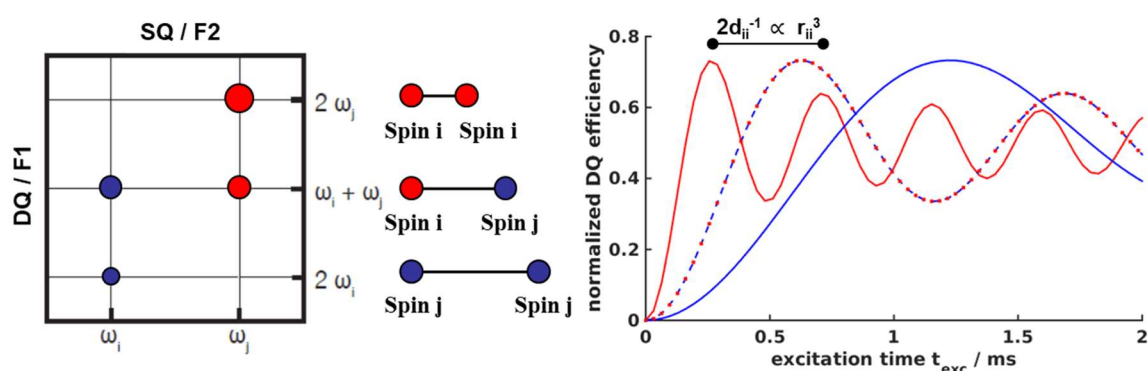 SQ / F2
DQ / F1
2 ω_j
ω_i + ω_j
2 ω_i
ω_i
ω_j
Spin i Spin i
Spin i Spin j
Spin j Spin j
2d_ii^-1 ∝ r_ii^3
normalized DQ efficiency
0.8
0.6
0.4
0.2
0
0 0.5 1 1.5 2
excitation time t_exc / ms